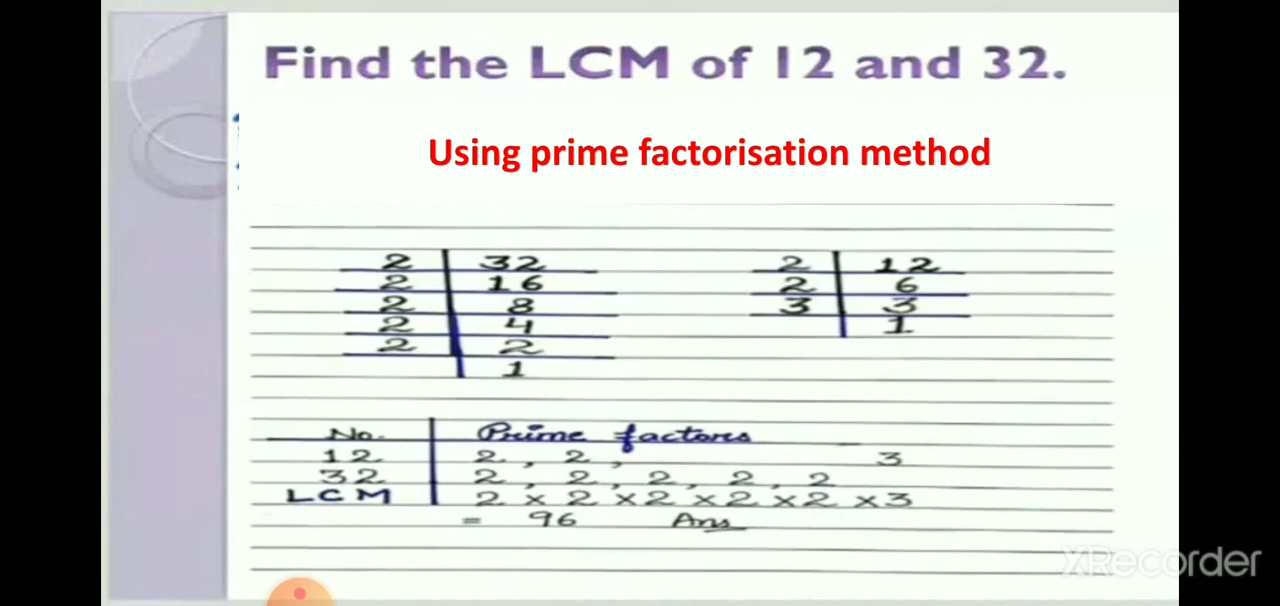 Find the LCM of 12 and 32.
Using prime factorisation method
2 | 32
2 | 16
2 | 8
2 | 4
2 | 2
1
2 | 12
2 | 6
3 | 3
1
No. | Prime factors
12 | 2, 2, 3
32 | 2, 2, 2, 2, 2
LCM | 2 × 2 × 2 × 2 × 2 × 3
= 96 Ans
XRecorder